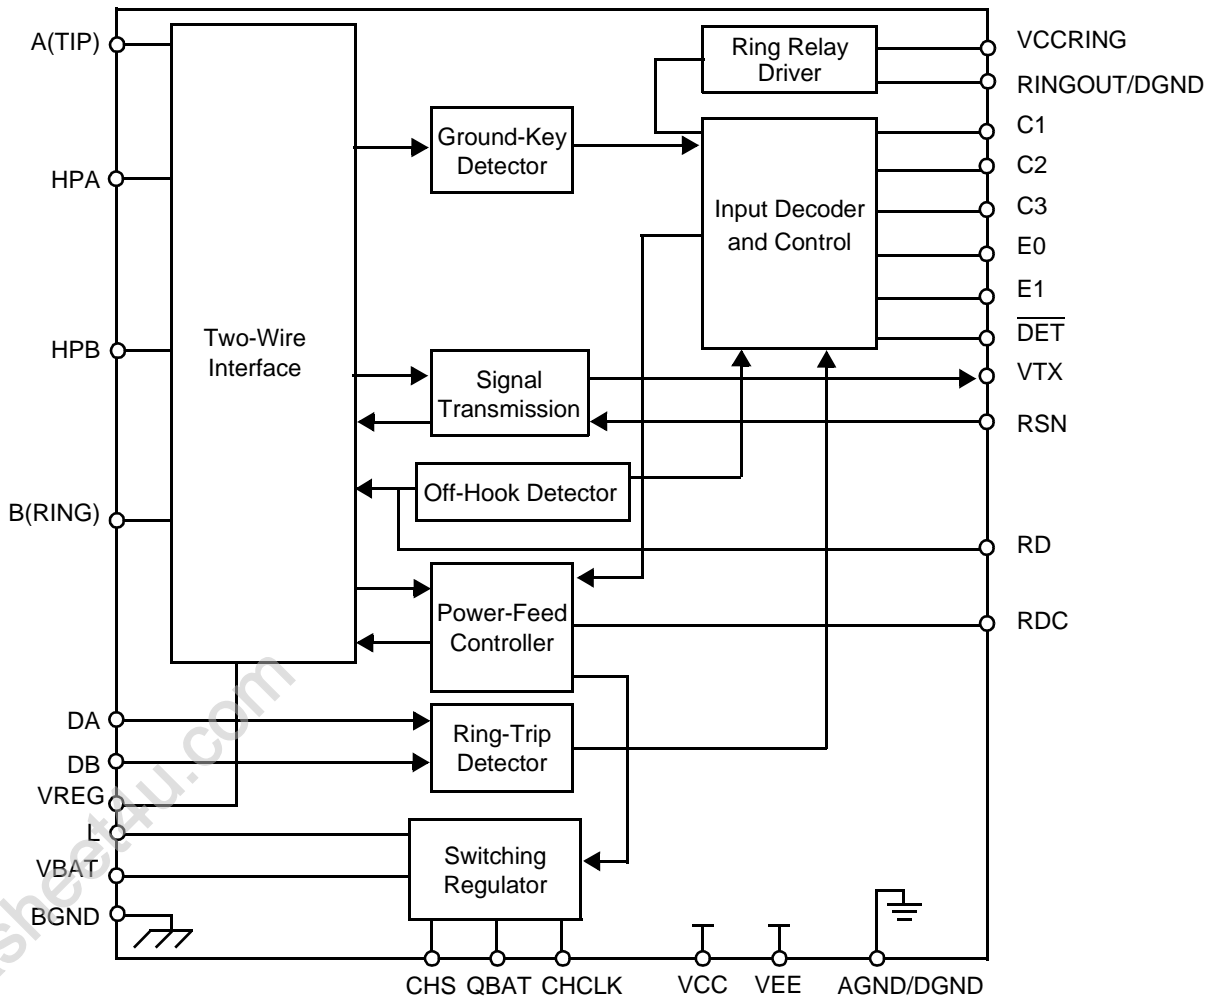 A(TIP)
HPA
HPB
B(RING)
DA
DB
VREG
L
VBAT
BGND
Two-Wire
Interface
Ground-Key
Detector
Signal
Transmission
Off-Hook Detector
Power-Feed
Controller
Ring-Trip
Detector
Switching
Regulator
Ring Relay
Driver
Input Decoder
and Control
VCCRING
RINGOUT/DGND
C1
C2
C3
E0
E1
DET
VTX
RSN
RD
RDC
CHS QBAT CHCLK VCC VEE AGND/DGND
sheet4u.com